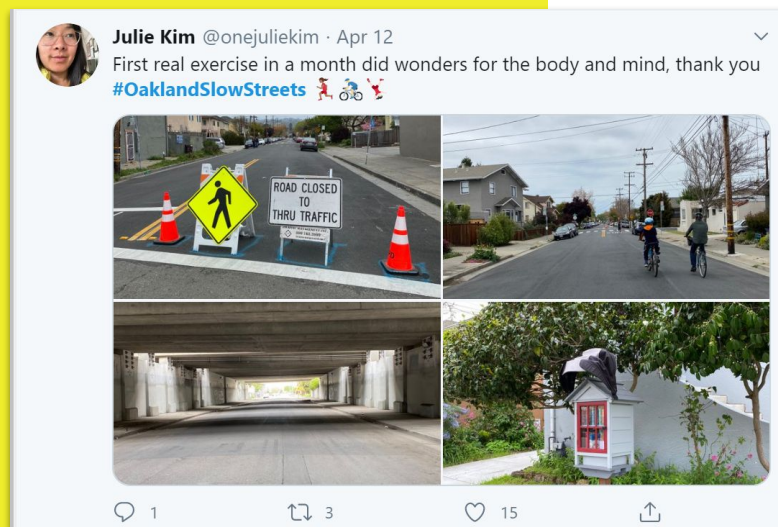 Julie Kim @onejuliekim · Apr 12
First real exercise in a month did wonders for the body and mind, thank you
#OaklandSlowStreets 🏃🏽‍♀️ 🚴🏽 💃
ROAD CLOSED
TO
THRU TRAFFIC
1 3 15